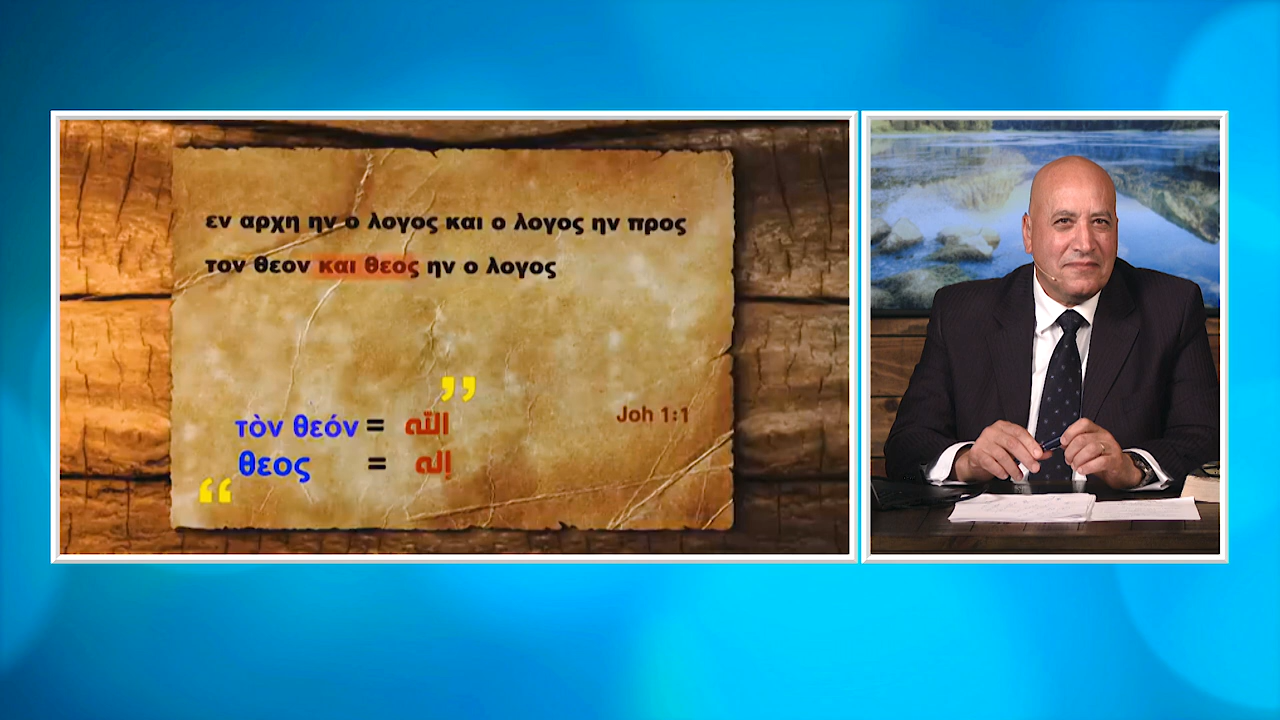 εν αρχη ην ο λογος και ο λογος ην προς
τον θεον και θεος ην ο λογος
”
τὸν θεόν = الله
Joh 1:1
θεος = إله
“